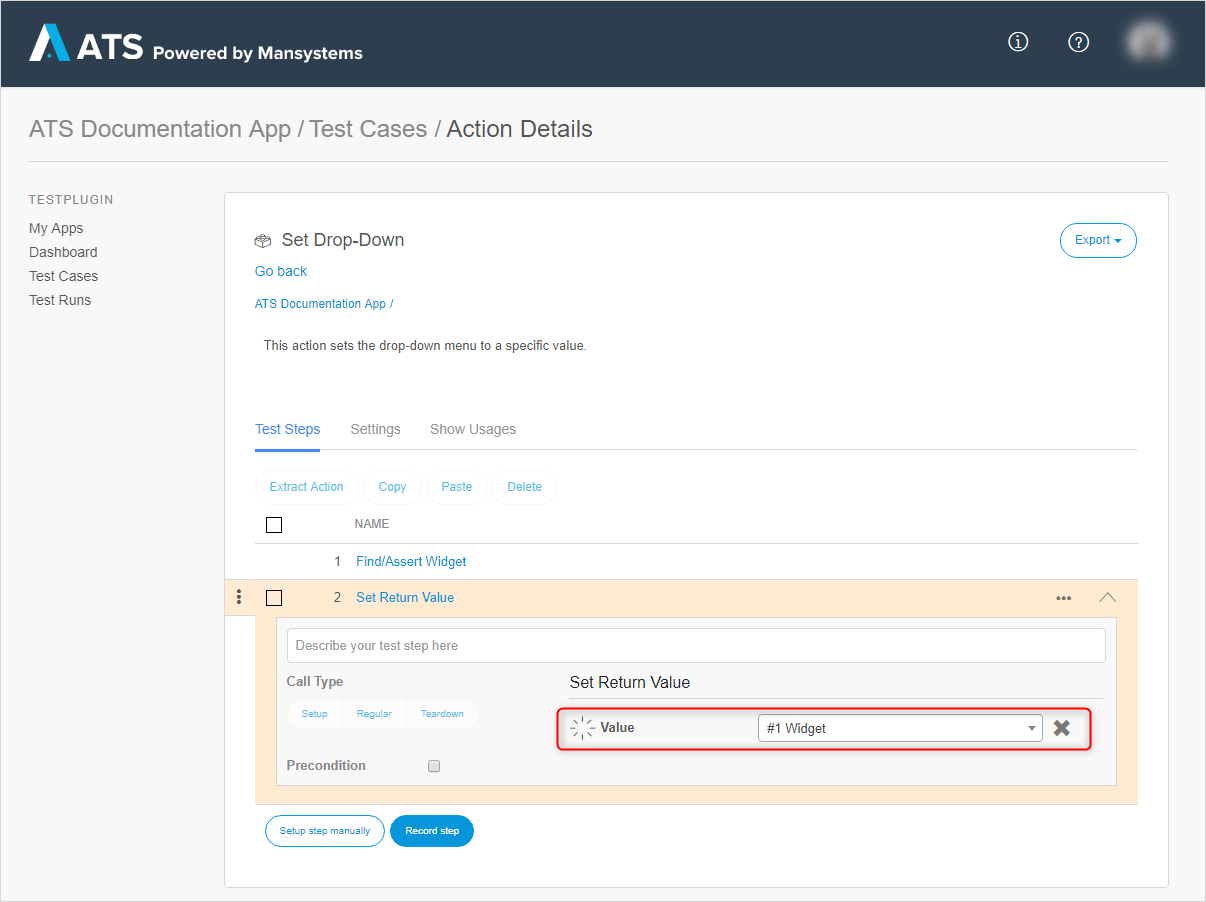 ATS Powered by Mansystems
ATS Documentation App / Test Cases / Action Details
TESTPLUGIN
My Apps
Dashboard
Test Cases
Test Runs
Set Drop-Down
Export
Go back
ATS Documentation App /
This action sets the drop-down menu to a specific value.
Test Steps Settings Show Usages
Extract Action Copy Paste Delete
NAME
1 Find/Assert Widget
2 Set Return Value
Describe your test step here
Call Type
Setup Regular Teardown
Precondition
Set Return Value
Value #1 Widget
Setup step manually Record step